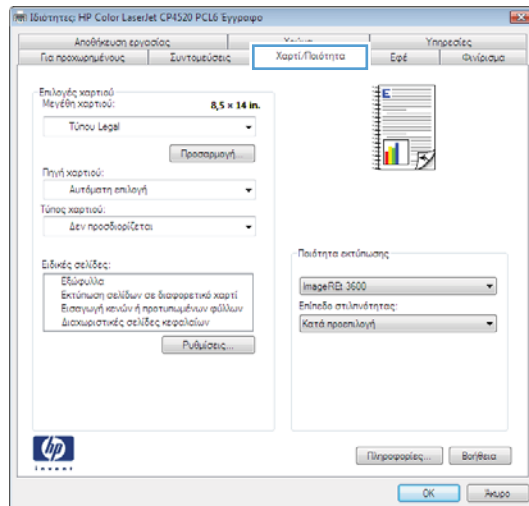 Ιδιότητες: HP Color LaserJet CP4520 PCL6 Έγγραφο
Αποθήκευση εργασίας
Υπηρεσίες
Για προχωρημένους
Συντομεύσεις
Χαρτί/Ποιότητα
Εφέ
Φινίρισμα
Επιλογές χαρτιού
Μεγέθη χαρτιού:
8,5 × 14 in.
Τύπου Legal
Προσαρμογή...
Πηγή χαρτιού:
Αυτόματη επιλογή
Τύπος χαρτιού:
Δεν προσδιορίζεται
Ειδικές σελίδες:
Εξώφυλλα
Εκτύπωση σελίδων σε διαφορετικό χαρτί
Εισαγωγή κενών ή προτυπωμένων φύλλων
Διαχωριστικές σελίδες κεφαλαίων
Ρυθμίσεις...
E
Ποιότητα εκτύπωσης
ImageREt 3600
Επίπεδο στιλπνότητας:
Κατά προεπιλογή
hp
invent
Πληροφορίες...
Βοήθεια
OK
Άκυρο